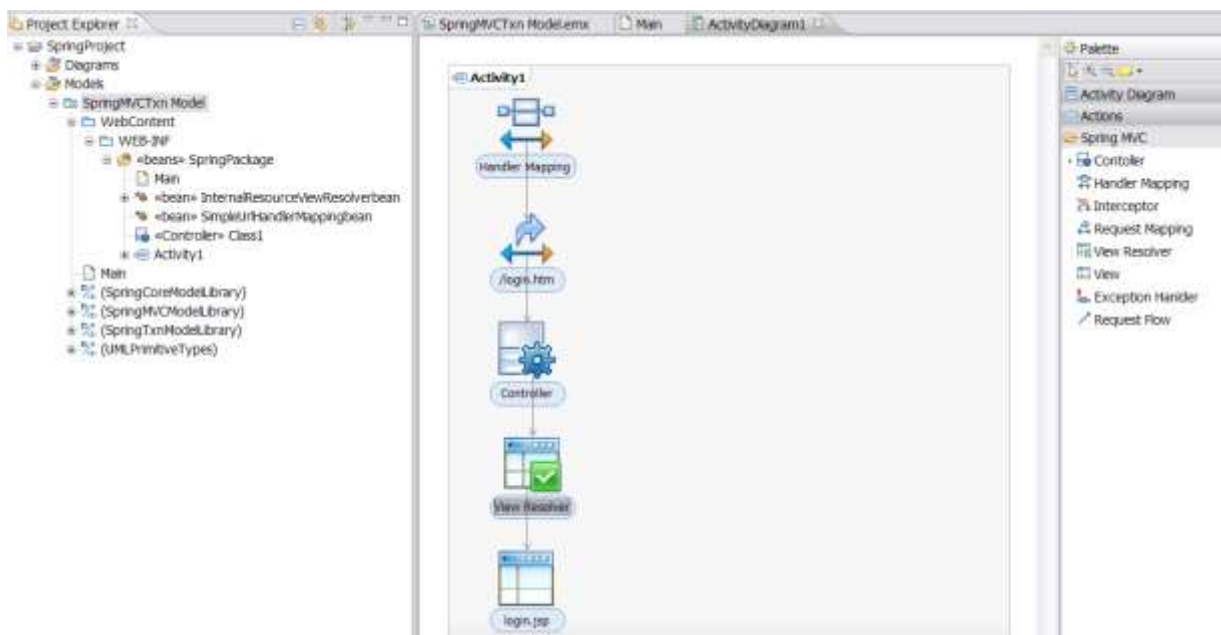 Project Explorer
SpringProject
Diagrams
Models
SpringMVCTxn Model
WebContent
WEB-INF
«beans» SpringPackage
Main
«bean» InternalResourceViewResolverbean
«bean» SimpleUrlHandlerMappingbean
«Controller» Class1
Activity1
Main
(SpringCoreModelLibrary)
(SpringMVCModelLibrary)
(SpringTxnModelLibrary)
(UMLPrimitiveTypes)
SpringMVCTxn Model.emx
Main
ActivityDiagram1
Activity1
Handler Mapping
/login.htm
Controller
View Resolver
login.jsp
Palette
Activity Diagram
Actions
Spring MVC
Contoller
Handler Mapping
Interceptor
Request Mapping
View Resolver
View
Exception Hanlder
Request Flow